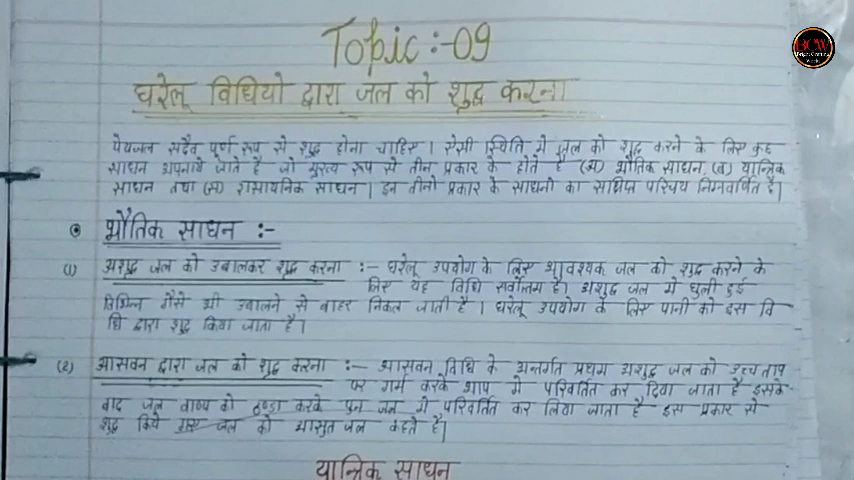 Topic:-09
घरेलू विधियो द्वारा जल को शुद्ध करना
BCW
पेयजल सदैव पूर्ण रूप से शुद्ध होना चाहिए । ऐसी स्थिति मे जल को शुद्ध करने के लिए कुछ
साधन अपनाये जाते है जो मुख्य रूप से तीन प्रकार के होते है (अ) भौतिक साधन, (ब) यान्त्रिक
साधन तथा (स) रासायनिक साधन । इन तीनो प्रकार के साधनो का संक्षिप्त परिचय निम्नवर्णित है।
भौतिक साधन :-
(1) अशुद्ध जल को उबालकर शुद्ध करना :- घरेलू उपयोग के लिए आवश्यक जल को शुद्ध करने के
लिए यह विधि सर्वोत्तम है। अशुद्ध जल मे घुली हुई
विभिन्न गैसे भी उबालने से बाहर निकल जाती है । घरेलू उपयोग के लिए पानी को इस वि
धि द्वारा शुद्ध किया जाता है।
(2) आसवन द्वारा जल को शुद्ध करना :- आसवन विधि के अन्तर्गत प्रथम अशुद्ध जल को उच्च ताप
पर गर्म करके भाप मे परिवर्तित कर दिया जाता है इसके
बाद जल वाष्प को ठण्डा करके पुन जल मे परिवर्तित कर लिया जाता है इस प्रकार से
शुद्ध किये गए जल को आसुत जल कहते है।
यान्त्रिक साधन